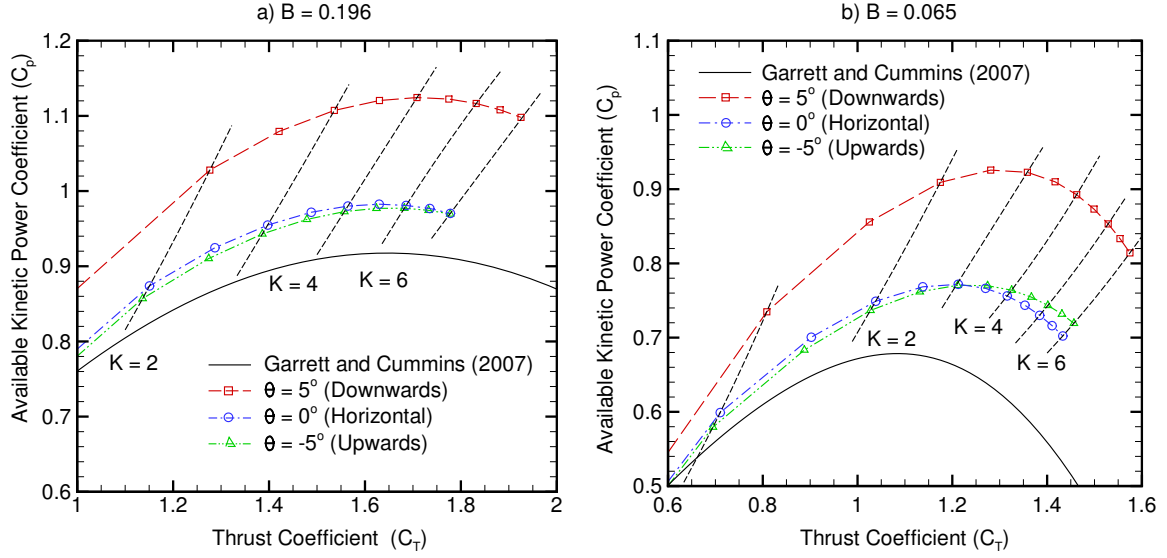 a) B = 0.196
Available Kinetic Power Coefficient (Cₚ)
1.2
1.1
1
0.9
0.8
0.7
0.6
K = 2
K = 4
K = 6
Garrett and Cummins (2007)
θ = 5° (Downwards)
θ = 0° (Horizontal)
θ = -5° (Upwards)
1
1.2
1.4
1.6
1.8
2
Thrust Coefficient (C_T)
b) B = 0.065
Available Kinetic Power Coefficient (Cₚ)
1.1
1
0.9
0.8
0.7
0.6
0.5
Garrett and Cummins (2007)
θ = 5° (Downwards)
θ = 0° (Horizontal)
θ = -5° (Upwards)
K = 2
K = 4
K = 6
0.6
0.8
1
1.2
1.4
1.6
Thrust Coefficient (C_T)